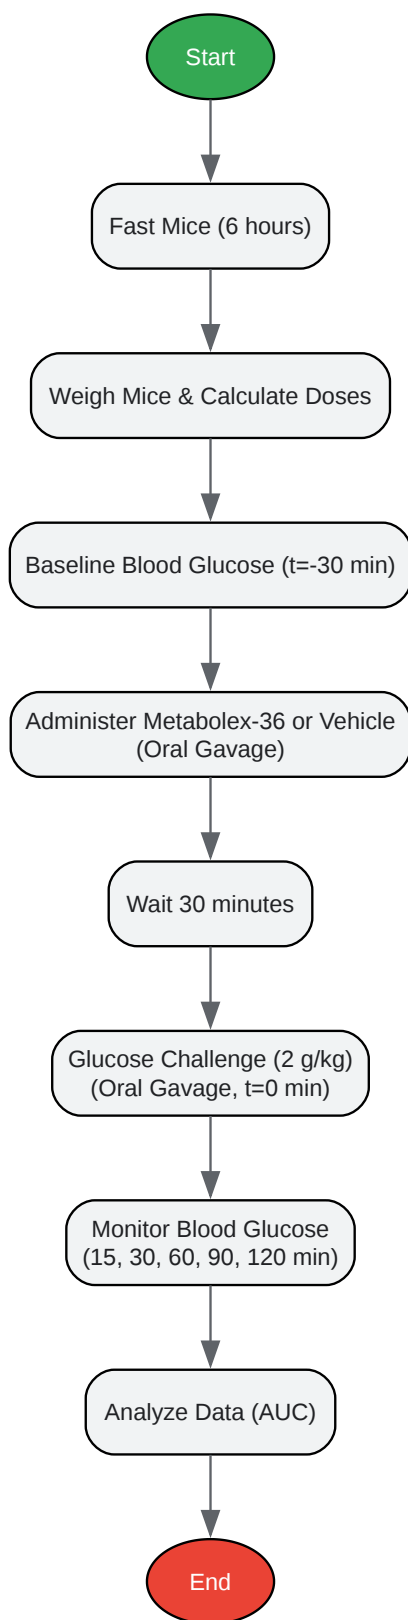 Start
Fast Mice (6 hours)
Weigh Mice & Calculate Doses
Baseline Blood Glucose (t=-30 min)
Administer Metabolex-36 or Vehicle
(Oral Gavage)
Wait 30 minutes
Glucose Challenge (2 g/kg)
(Oral Gavage, t=0 min)
Monitor Blood Glucose
(15, 30, 60, 90, 120 min)
Analyze Data (AUC)
End